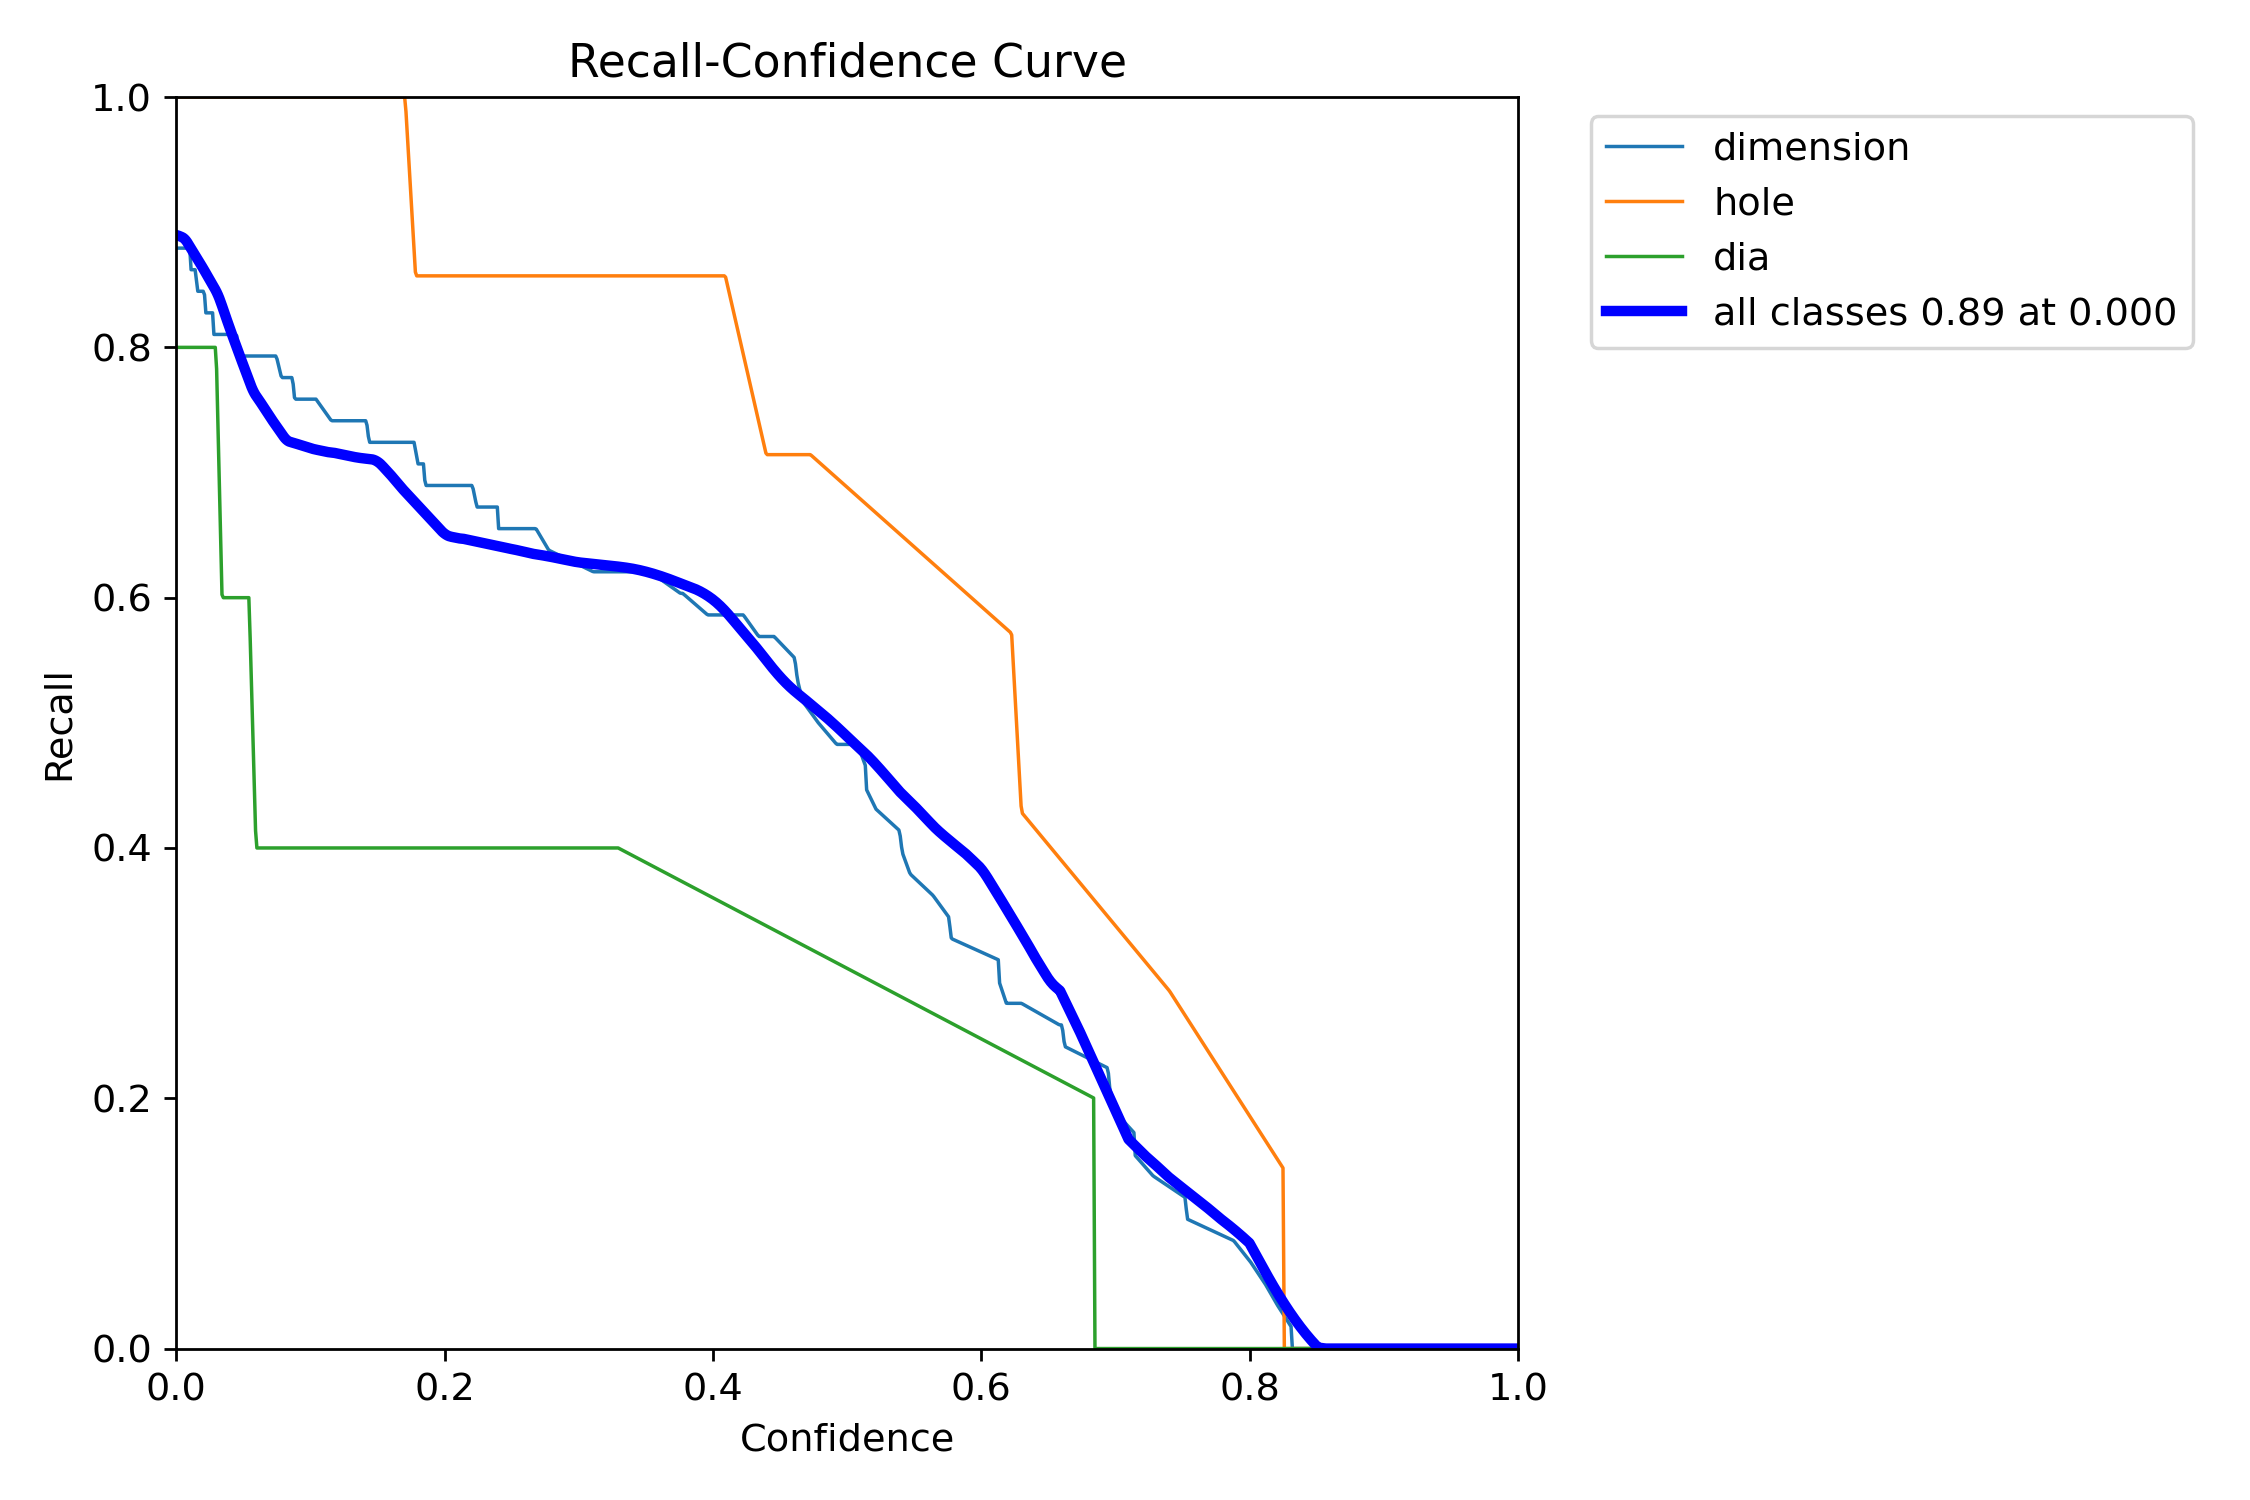 Recall-Confidence Curve
1.0
0.8
0.6
0.4
0.2
0.0
Recall
0.0 0.2 0.4 0.6 0.8 1.0
Confidence
dimension
hole
dia
all classes 0.89 at 0.000